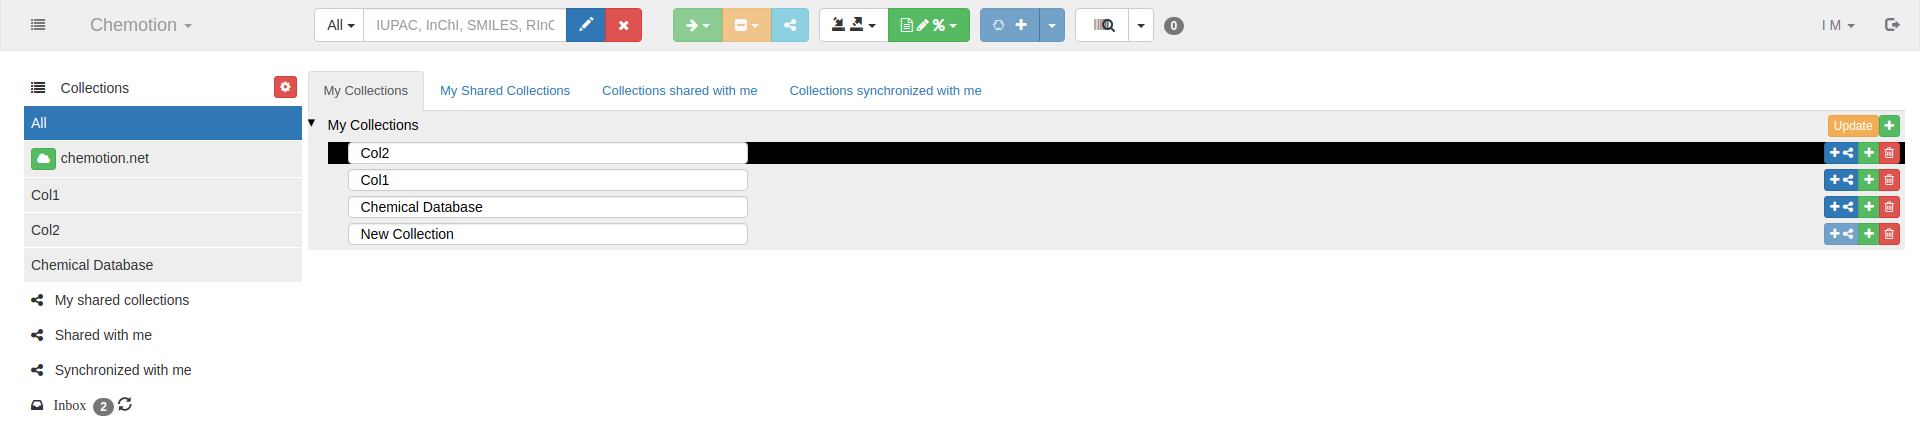 Chemotion All IUPAC, InChI, SMILES, RInC 0 I M
Collections
All
chemotion.net
Col1
Col2
Chemical Database
My shared collections
Shared with me
Synchronized with me
Inbox 2
My Collections My Shared Collections Collections shared with me Collections synchronized with me
My Collections Update
Col2
Col1
Chemical Database
New Collection